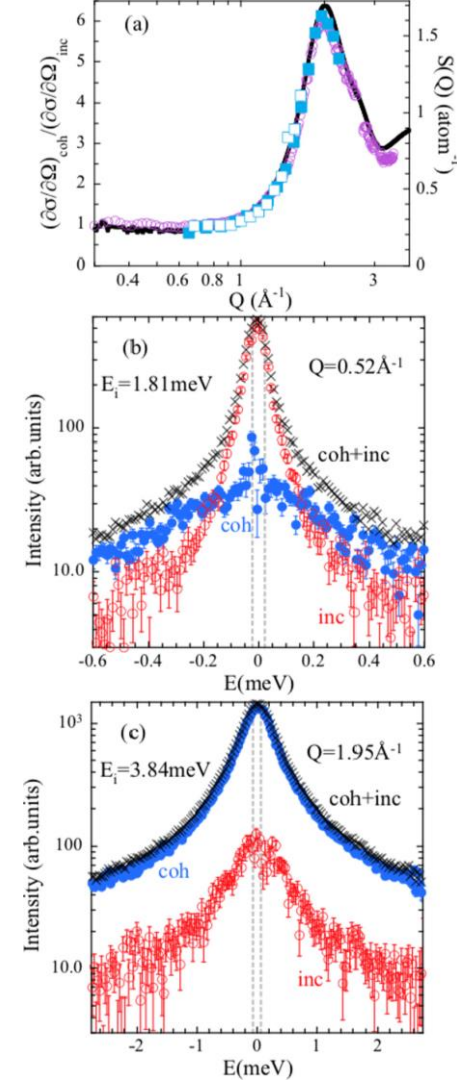 (a)
(∂σ/∂Ω)coh/(∂σ/∂Ω)inc
6
5
4
3
2
1
0
S(Q) (atom⁻¹)
1.5
1
0.5
0
0.4 0.6 0.8 1 3
Q (Å⁻¹)
(b)
Ei=1.81meV
Q=0.52Å⁻¹
Intensity (arb.units)
100
10.0
coh+inc
coh
inc
-0.6 -0.4 -0.2 0 0.2 0.4 0.6
E(meV)
(c)
Ei=3.84meV
Q=1.95Å⁻¹
Intensity (arb.units)
10³
100
10.0
coh+inc
coh
inc
-2 -1 0 1 2
E(meV)